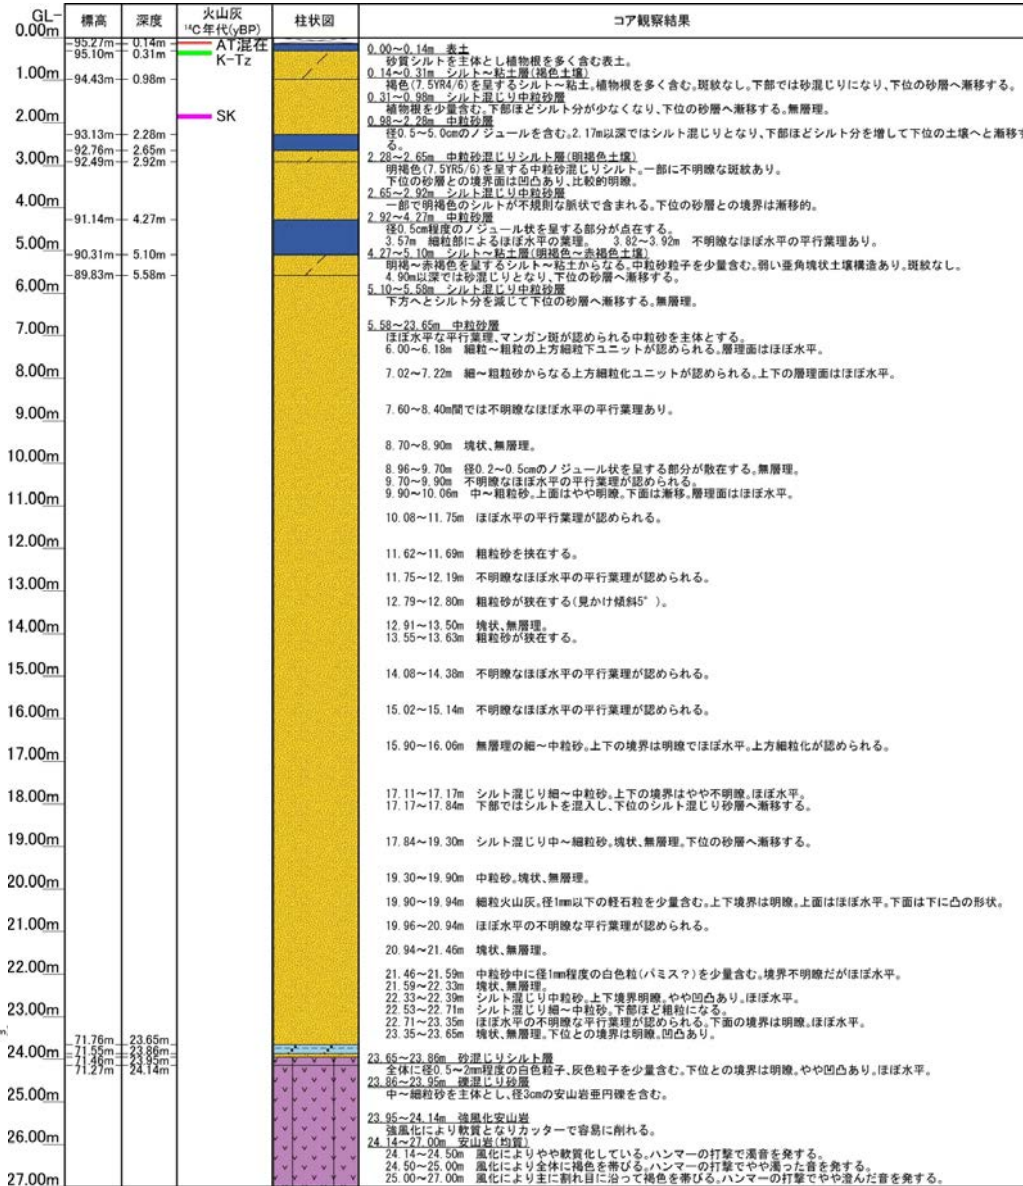 GL-
0.00m
標高
深度
火山灰
¹⁴C年代(yBP)
柱状図
コア観察結果
95.27m 0.14m AT混在
95.10m 0.31m K-Tz
94.43m 0.98m
SK
93.13m 2.28m
92.76m 2.65m
92.49m 2.92m
91.14m 4.27m
90.31m 5.10m
89.83m 5.58m
71.76m 23.65m
71.55m 23.86m
71.46m 23.95m
71.27m 24.14m
1.00m
2.00m
3.00m
4.00m
5.00m
6.00m
7.00m
8.00m
9.00m
10.00m
11.00m
12.00m
13.00m
14.00m
15.00m
16.00m
17.00m
18.00m
19.00m
20.00m
21.00m
22.00m
23.00m
24.00m
25.00m
26.00m
27.00m
0.00～0.14m 表土
砂質シルトを主体とし植物根を多く含む表土。
0.14～0.31m シルト～粘土層(褐色土壌)
褐色(7.5YR4/6)を呈するシルト～粘土。植物根を多く含む。斑紋なし。下部では砂混じりになり、下位の砂層へ漸移する。
0.31～0.98m シルト混じり中粒砂層
植物根を少量含む。下部ほどシルト分が少なくなり、下位の砂層へ漸移する。無層理。
0.98～2.28m 中粒砂層
径0.5～5.0cmのノジュールを含む。2.17m以深ではシルト混じりとなり、下部ほどシルト分を増して下位の土壌へと漸移す
る。
2.28～2.65m 中粒砂混じりシルト層(明褐色土壌)
明褐色(7.5YR5/6)を呈する中粒砂混じりシルト。一部に不明瞭な斑紋あり。
下位の砂層との境界面は凹凸あり、比較的明瞭。
2.65～2.92m シルト混じり中粒砂層
一部で明褐色のシルトが不規則な脈状で含まれる。下位の砂層との境界は漸移的。
2.92～4.27m 中粒砂層
径0.5cm程度のノジュール状を呈する部分が点在する。
3.57m 細粒部によるほぼ水平の葉理。 3.82～3.92m 不明瞭なほぼ水平の平行葉理あり。
4.27～5.10m シルト～粘土層(明褐色～赤褐色土壌)
明褐～赤褐色を呈するシルト～粘土からなる。中粒砂粒子を少量含む。弱い亜角塊状土壌構造あり。斑紋なし。
4.90m以深では砂混じりとなり、下位の砂層へ漸移する。
5.10～5.58m シルト混じり中粒砂層
下方へとシルト分を減じて下位の砂層へ漸移する。無層理。
5.58～23.65m 中粒砂層
ほぼ水平な平行葉理、マンガン斑が認められる中粒砂を主体とする。
6.00～6.18m 細粒～粗粒の上方細粒下ユニットが認められる。層理面はほぼ水平。
7.02～7.22m 細～粗粒砂からなる上方細粒化ユニットが認められる。上下の層理面はほぼ水平。
7.60～8.40m間では不明瞭なほぼ水平の平行葉理あり。
8.70～8.90m 塊状、無層理。
8.96～9.70m 径0.2～0.5cmのノジュール状を呈する部分が散在する。無層理。
9.70～9.90m 不明瞭なほぼ水平の平行葉理が認められる。
9.90～10.06m 中～粗粒砂。上面はやや明瞭。下面は漸移。層理面はほぼ水平。
10.08～11.75m ほぼ水平の平行葉理が認められる。
11.62～11.69m 粗粒砂を挟在する。
11.75～12.19m 不明瞭なほぼ水平の平行葉理が認められる。
12.79～12.80m 粗粒砂が狭在する(見かけ傾斜5°)。
12.91～13.50m 塊状、無層理。
13.55～13.63m 粗粒砂が狭在する。
14.08～14.38m 不明瞭なほぼ水平の平行葉理が認められる。
15.02～15.14m 不明瞭なほぼ水平の平行葉理が認められる。
15.90～16.06m 無層理の細～中粒砂。上下の境界は明瞭でほぼ水平。上方細粒化が認められる。
17.11～17.17m シルト混じり細～中粒砂。上下の境界はやや不明瞭。ほぼ水平。
17.17～17.84m 下部ではシルトを混入し、下位のシルト混じり砂層へ漸移する。
17.84～19.30m シルト混じり中～細粒砂。塊状、無層理。下位の砂層へ漸移する。
19.30～19.90m 中粒砂。塊状、無層理。
19.90～19.94m 細粒火山灰。径1mm以下の軽石粒を少量含む。上下境界は明瞭。上面はほぼ水平。下面は下に凸の形状。
19.96～20.94m ほぼ水平の不明瞭な平行葉理が認められる。
20.94～21.46m 塊状、無層理。
21.46～21.59m 中粒砂中に径1mm程度の白色粒(パミス？)を少量含む。境界不明瞭だがほぼ水平。
21.59～22.33m 塊状、無層理。
22.33～22.39m シルト混じり中粒砂。上下境界明瞭。やや凹凸あり。ほぼ水平。
22.53～22.71m シルト混じり細～中粒砂。下部ほど粗粒になる。
22.71～23.35m ほぼ水平の不明瞭な平行葉理が認められる。下面の境界は明瞭。ほぼ水平。
23.35～23.65m 塊状、無層理。下位との境界は明瞭。凹凸あり。
23.65～23.86m 砂混じりシルト層
全体に径0.5～2mm程度の白色粒子、灰色粒子を少量含む。下位との境界は明瞭。やや凹凸あり。ほぼ水平。
23.86～23.95m 礫混じり砂層
中～細粒砂を主体とし、径3cmの安山岩亜円礫を含む。
23.95～24.14m 強風化安山岩
強風化により軟質となりカッターで容易に削れる。
24.14～27.00m 安山岩(均質)
24.14～24.50m 風化によりやや軟質化している。ハンマーの打撃で濁音を発する。
24.50～25.00m 風化により全体に褐色を帯びる。ハンマーの打撃でやや濁った音を発する。
25.00～27.00m 風化により主に割れ目に沿って褐色を帯びる。ハンマーの打撃でやや澄んだ音を発する。